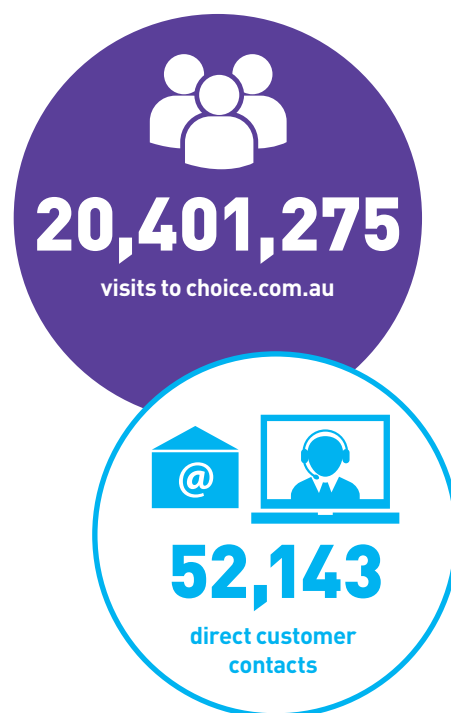 20,401,275
visits to choice.com.au
@
52,143
direct customer
contacts